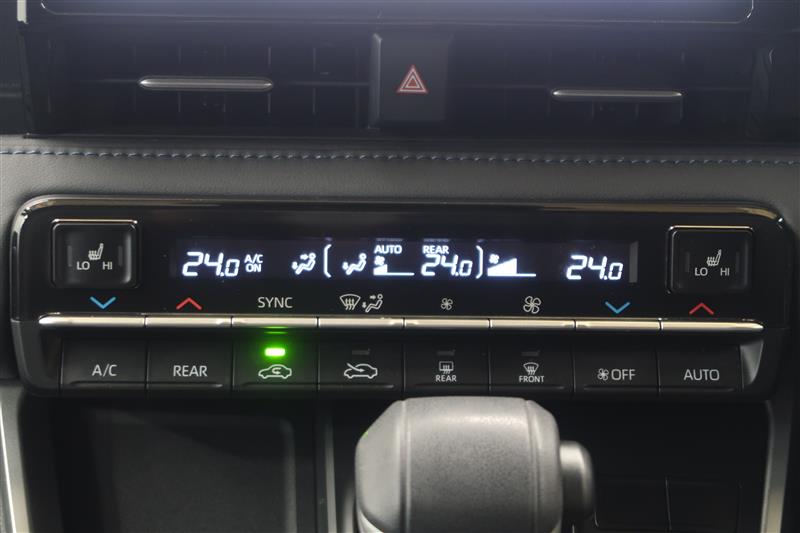 LO HI
24.0 A/C ON
AUTO
REAR
24.0
24.0
LO HI
SYNC
A/C
REAR
REAR
FRONT
OFF
AUTO